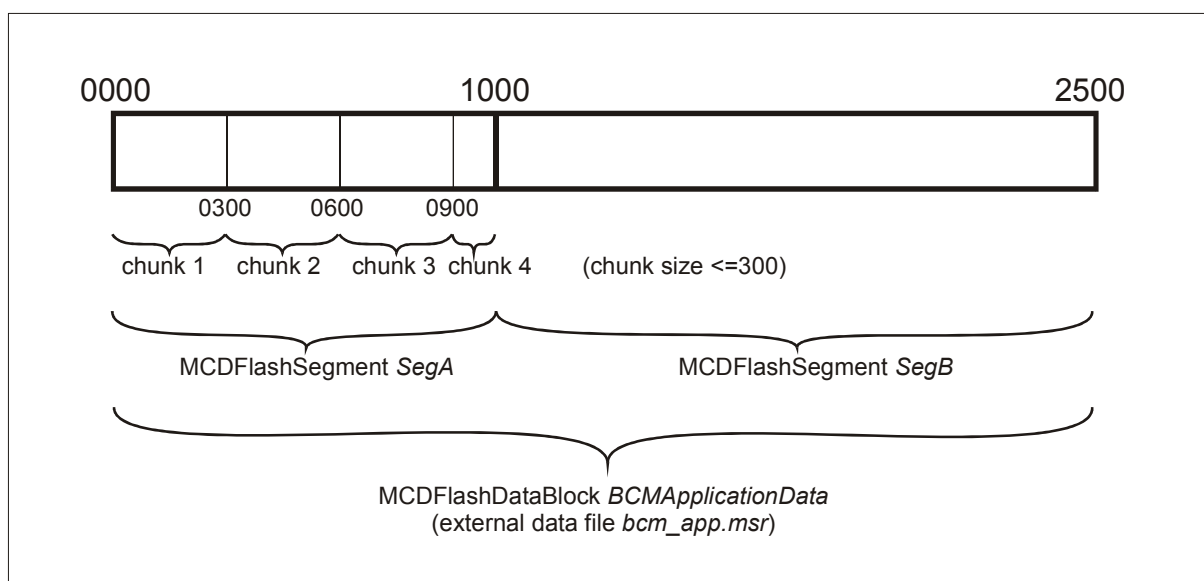 0000 1000 2500
0300 0600 0900
chunk 1 chunk 2 chunk 3 chunk 4 (chunk size <=300)
MCDFlashSegment SegA MCDFlashSegment SegB
MCDFlashDataBlock BCMApplicationData
(external data file bcm_app.msr)